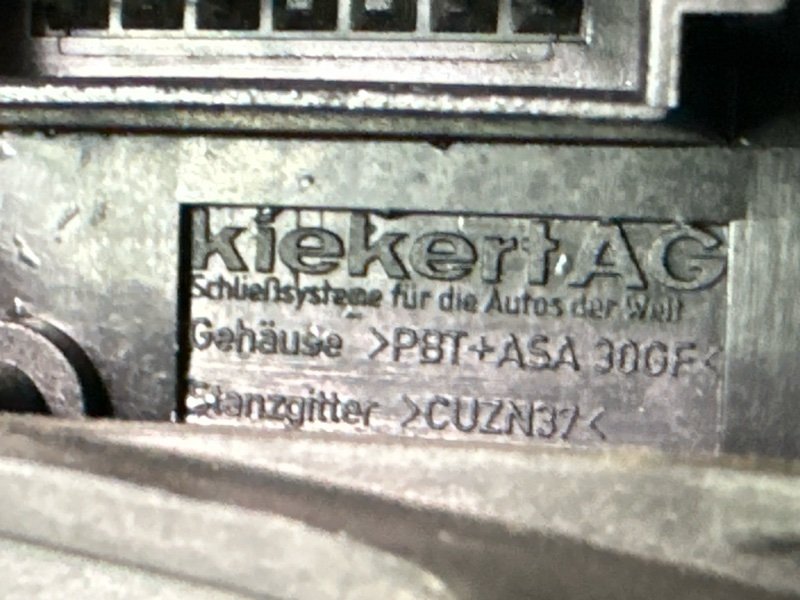 kiekert AG
Schließsysteme für die Autos der Welt
Gehäuse >PBT+ASA 30GF<
Stanzgitter >CUZN37<